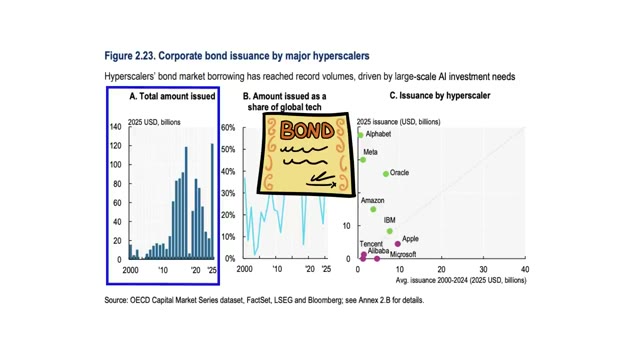 Figure 2.23. Corporate bond issuance by major hyperscalers
Hyperscalers' bond market borrowing has reached record volumes, driven by large-scale AI investment needs
A. Total amount issued
2025 USD, billions
140
120
100
80
60
40
20
0
2000 '10 '20 '25
B. Amount issued as a
share of global tech
60%
50%
40%
30%
20%
10%
0%
2000 '10 '20 '25
BOND
C. Issuance by hyperscaler
2025 issuance (USD, billions)
Alphabet
Meta
Oracle
Amazon
IBM
Apple
Tencent
Alibaba
Microsoft
10
0
0 10 20 30 40
Avg. issuance 2000-2024 (2025 USD, billions)
Source: OECD Capital Market Series dataset, FactSet, LSEG and Bloomberg; see Annex 2.B for details.